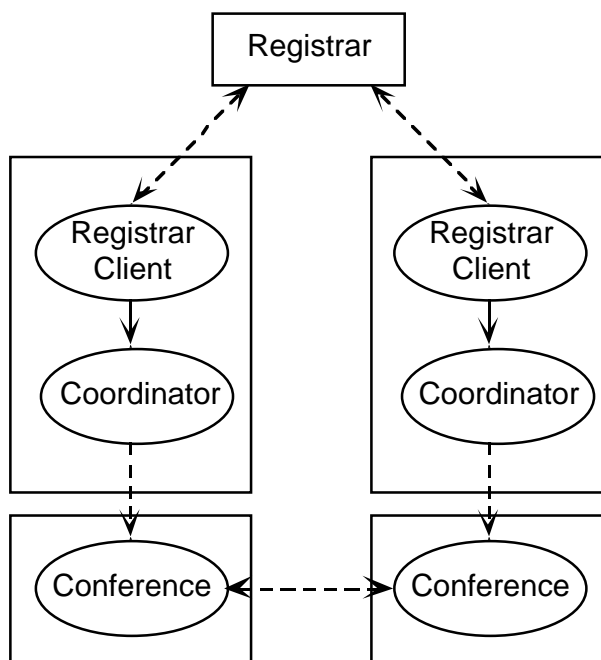 Registrar
Registrar
Client
Registrar
Client
Coordinator
Coordinator
Conference
Conference